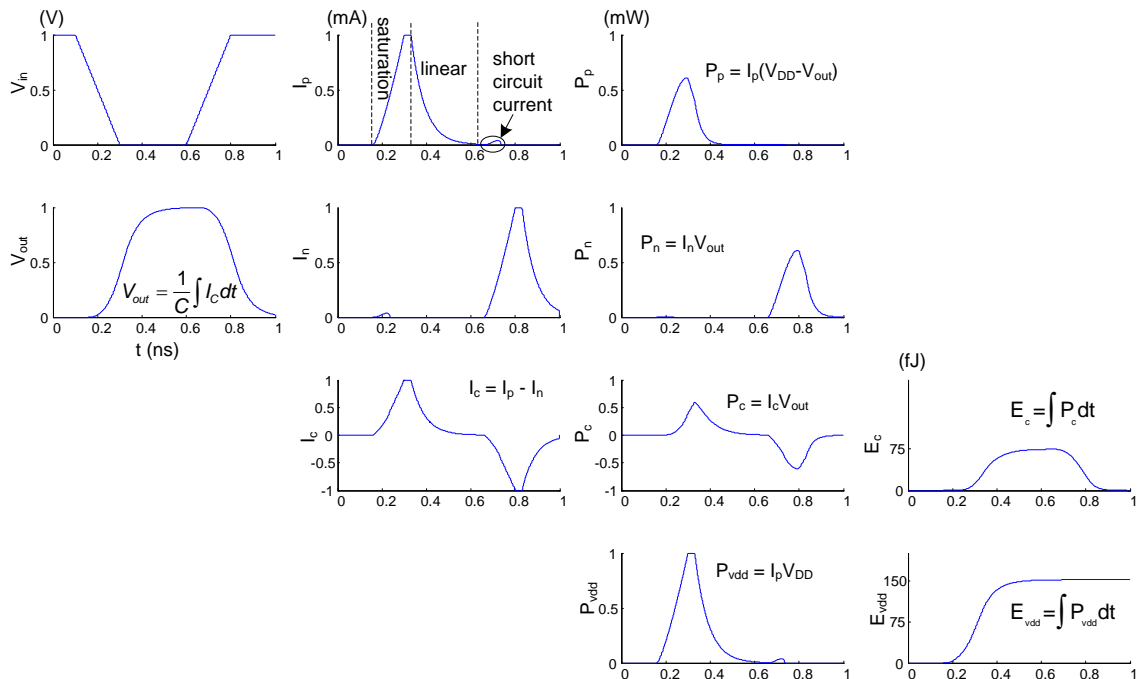 (V)
V_in
1
0.5
0
0 0.2 0.4 0.6 0.8 1
(mA)
I_p
1
0.5
0
0 0.2 0.4 0.6 0.8 1
saturation
linear
short
circuit
current
(mW)
P_p
1
0.5
0
0 0.2 0.4 0.6 0.8 1
P_p = I_p(V_DD-V_out)
V_out
1
0.5
0
0 0.2 0.4 0.6 0.8 1
t (ns)
V_out = 1/C ∫ I_C dt
I_n
1
0.5
0
0 0.2 0.4 0.6 0.8 1
P_n
1
0.5
0
0 0.2 0.4 0.6 0.8 1
P_n = I_nV_out
I_c
1
0.5
0
-0.5
-1
0 0.2 0.4 0.6 0.8 1
I_c = I_p - I_n
P_c
1
0.5
0
-0.5
-1
0 0.2 0.4 0.6 0.8 1
P_c = I_cV_out
(fJ)
E_c
75
0
0 0.2 0.4 0.6 0.8 1
E_c = ∫ P_c dt
P_vdd
1
0.5
0
0 0.2 0.4 0.6 0.8 1
P_vdd = I_pV_DD
E_vdd
150
75
0
0 0.2 0.4 0.6 0.8 1
E_vdd = ∫ P_vdd dt